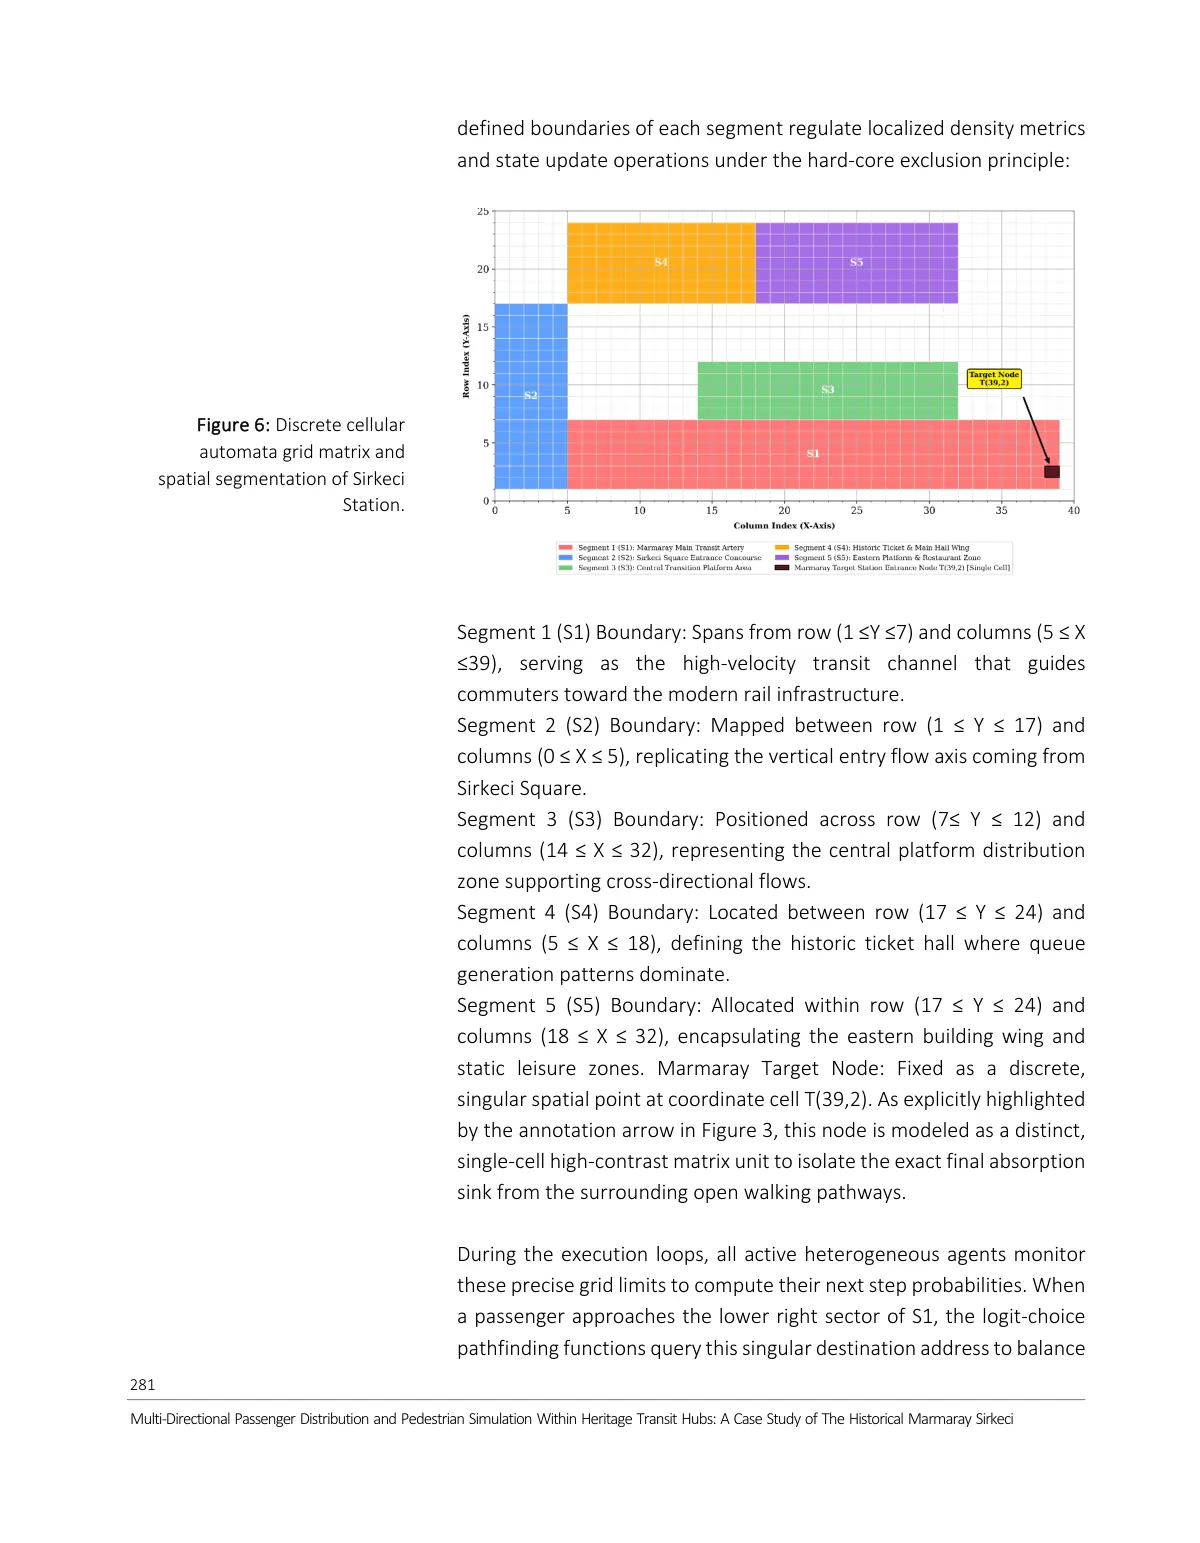 defined boundaries of each segment regulate localized density metrics
and state update operations under the hard-core exclusion principle:
25
20
15
10
5
0
Row Index (Y-Axis)
S4
S5
S2
S3
S1
Target Node
T(39,2)
0 5 10 15 20 25 30 35 40
Column Index (X-Axis)
Segment 1 (S1): Marmaray Main Transit Artery
Segment 2 (S2): Sirkeci Square Entrance Concourse
Segment 3 (S3): Central Transition Platform Area
Segment 4 (S4): Historic Ticket & Main Hall Wing
Segment 5 (S5): Eastern Platform & Restaurant Zone
Marmaray Target Station Entrance Node T(39,2) [Single Cell]
Figure 6: Discrete cellular
automata grid matrix and
spatial segmentation of Sirkeci
Station.
Segment 1 (S1) Boundary: Spans from row (1 ≤Y ≤7) and columns (5 ≤ X
≤39), serving as the high-velocity transit channel that guides
commuters toward the modern rail infrastructure.
Segment 2 (S2) Boundary: Mapped between row (1 ≤ Y ≤ 17) and
columns (0 ≤ X ≤ 5), replicating the vertical entry flow axis coming from
Sirkeci Square.
Segment 3 (S3) Boundary: Positioned across row (7≤ Y ≤ 12) and
columns (14 ≤ X ≤ 32), representing the central platform distribution
zone supporting cross-directional flows.
Segment 4 (S4) Boundary: Located between row (17 ≤ Y ≤ 24) and
columns (5 ≤ X ≤ 18), defining the historic ticket hall where queue
generation patterns dominate.
Segment 5 (S5) Boundary: Allocated within row (17 ≤ Y ≤ 24) and
columns (18 ≤ X ≤ 32), encapsulating the eastern building wing and
static leisure zones. Marmaray Target Node: Fixed as a discrete,
singular spatial point at coordinate cell T(39,2). As explicitly highlighted
by the annotation arrow in Figure 3, this node is modeled as a distinct,
single-cell high-contrast matrix unit to isolate the exact final absorption
sink from the surrounding open walking pathways.
During the execution loops, all active heterogeneous agents monitor
these precise grid limits to compute their next step probabilities. When
a passenger approaches the lower right sector of S1, the logit-choice
pathfinding functions query this singular destination address to balance
281
Multi-Directional Passenger Distribution and Pedestrian Simulation Within Heritage Transit Hubs: A Case Study of The Historical Marmaray Sirkeci